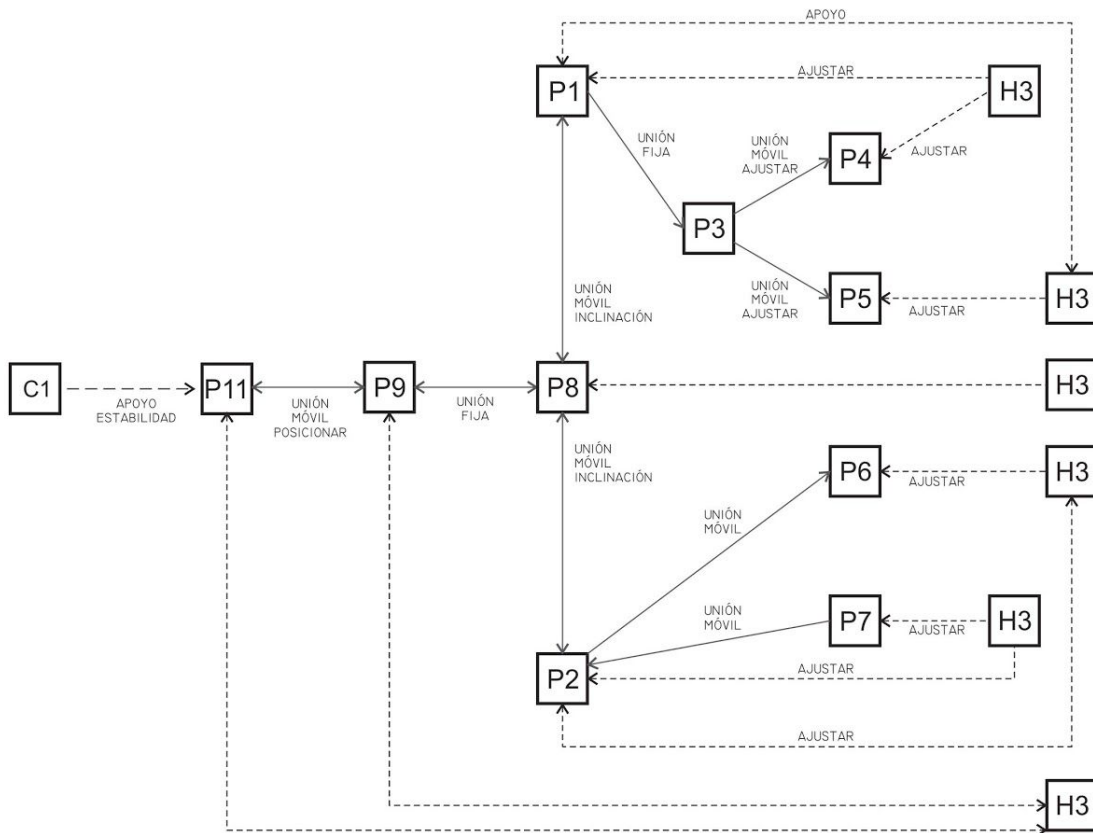 APOYO
P1
AJUSTAR
H3
UNIÓN
FIJA
UNIÓN
MÓVIL
AJUSTAR
P4
AJUSTAR
P3
UNIÓN
MÓVIL
AJUSTAR
P5
AJUSTAR
H3
UNIÓN
MÓVIL
INCLINACIÓN
C1
APOYO
ESTABILIDAD
P11
UNIÓN
MÓVIL
POSICIONAR
P9
UNIÓN
FIJA
P8
H3
UNIÓN
MÓVIL
INCLINACIÓN
P6
AJUSTAR
H3
UNIÓN
MÓVIL
UNIÓN
MÓVIL
P7
AJUSTAR
H3
P2
AJUSTAR
AJUSTAR
H3